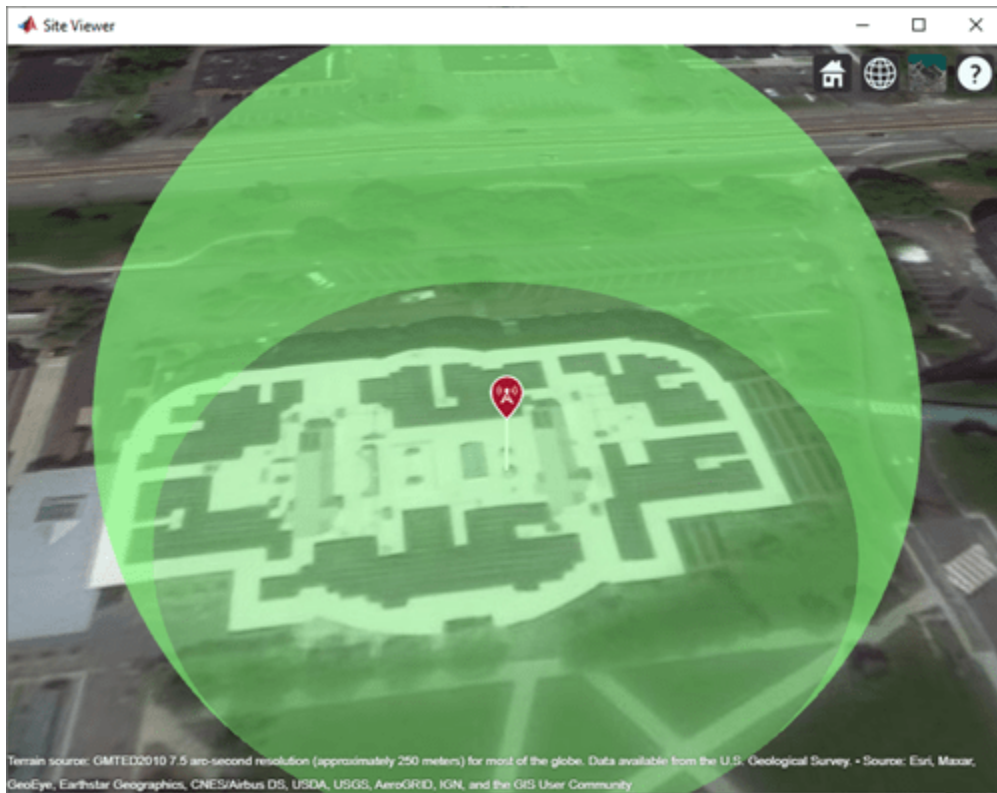 Site Viewer
?
Terrain source: GMTED2010 7.5 arc-second resolution (approximately 250 meters) for most of the globe. Data available from the U.S. Geological Survey. • Source: Esri, Maxar,
GeoEye, Earthstar Geographics, CNES/Airbus DS, USDA, USGS, AeroGRID, IGN, and the GIS User Community